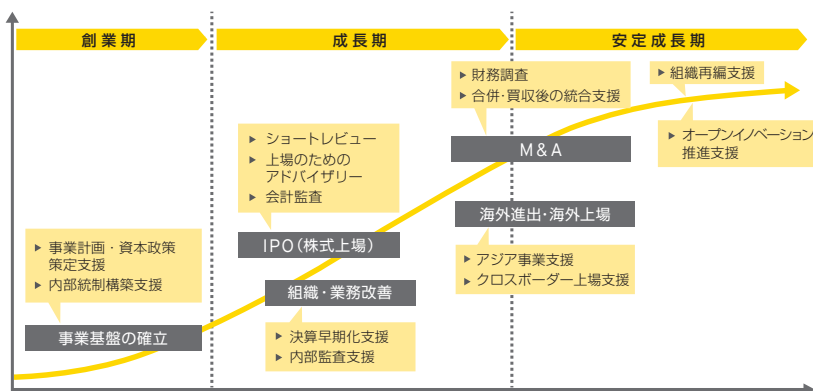 創業期
成長期
安定成長期
▶ 財務調査
▶ 合併・買収後の統合支援
▶ 組織再編支援
▶ オープンイノベーション
推進支援
M&A
▶ ショートレビュー
▶ 上場のための
アドバイザリー
▶ 会計監査
IPO（株式上場）
海外進出・海外上場
▶ アジア事業支援
▶ クロスボーダー上場支援
▶ 事業計画・資本政策
策定支援
▶ 内部統制構築支援
事業基盤の確立
組織・業務改善
▶ 決算早期化支援
▶ 内部監査支援